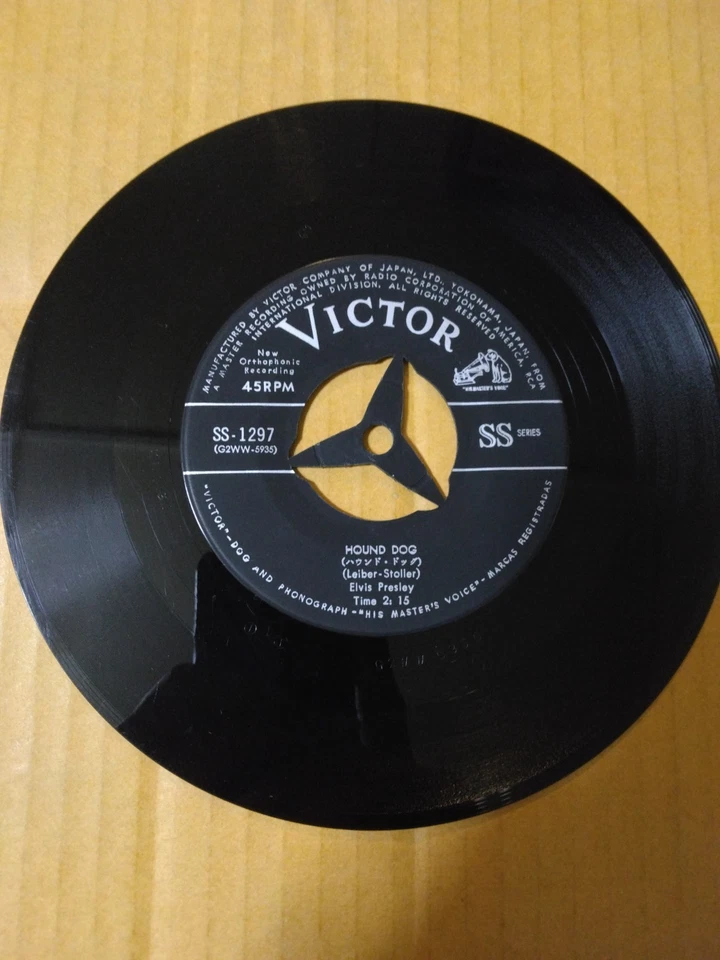 MANUFACTURED BY VICTOR COMPANY OF JAPAN, LTD., YOKOHAMA, JAPAN, FROM
A MASTER RECORDING OWNED BY RADIO CORPORATION OF AMERICA, RCA
INTERNATIONAL DIVISION. ALL RIGHTS RESERVED
VICTOR
New
Orthophonic
Recording
45RPM
"HIS MASTER'S VOICE"
SS-1297
(G2WW-5935)
SS SERIES
HOUND DOG
(ハウンド・ドッグ)
(Leiber-Stoller)
Elvis Presley
Time 2: 15
"VICTOR"-DOG AND PHONOGRAPH-"HIS MASTER'S VOICE"-MARCAS REGISTRADAS